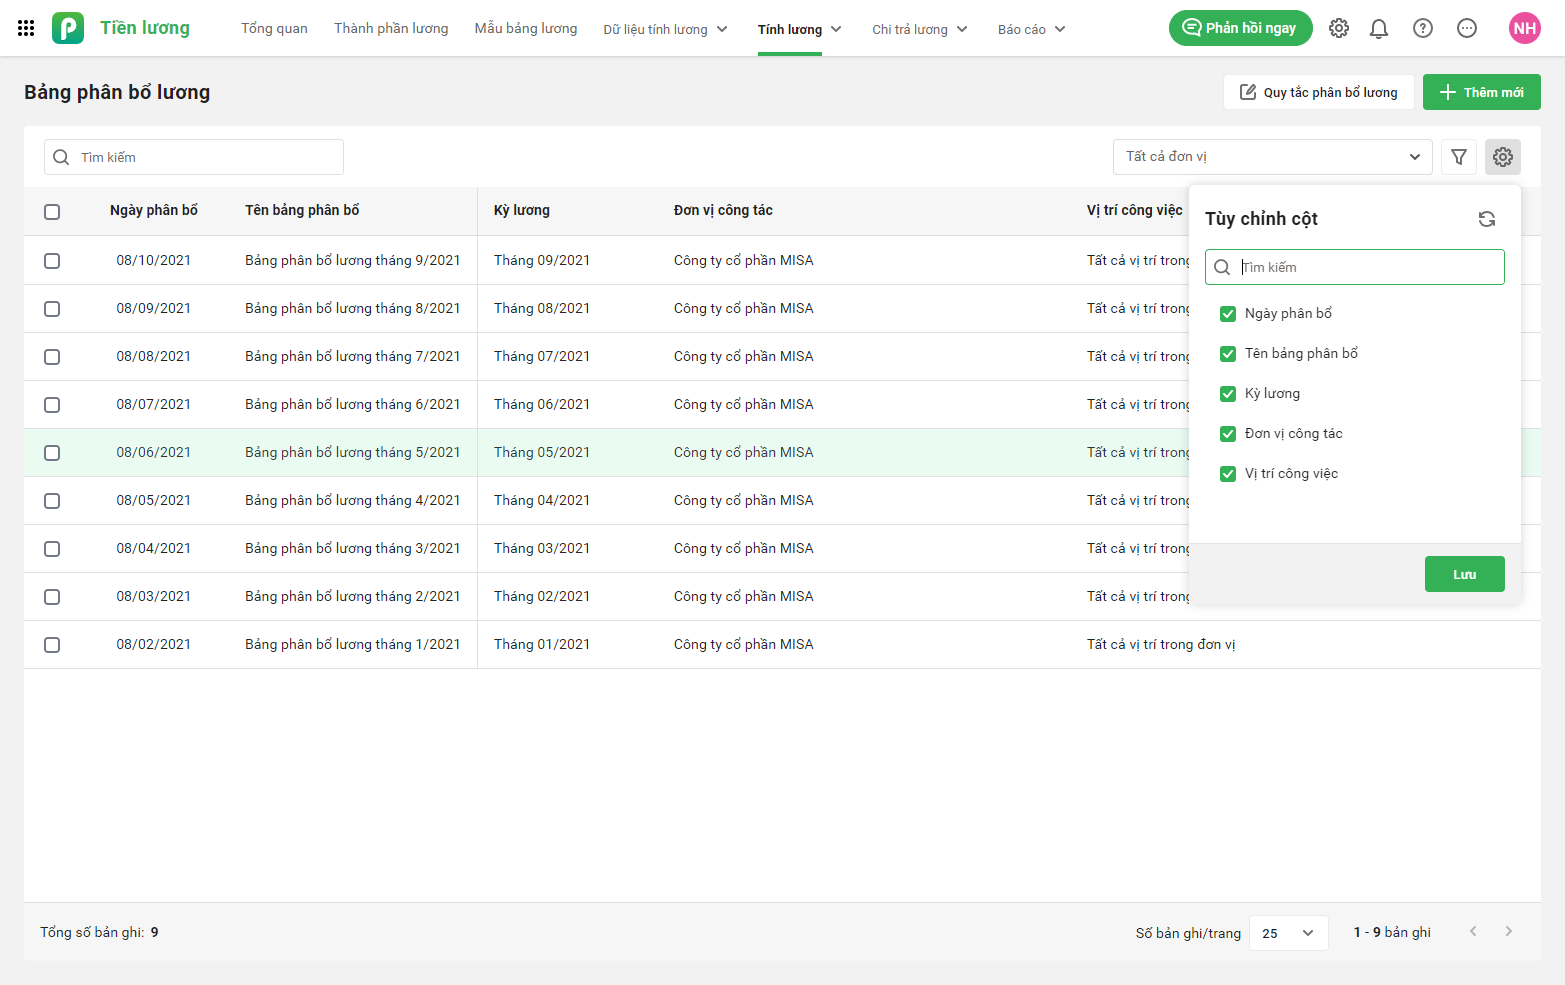 Tiền lương
Tổng quan
Thành phần lương
Mẫu bảng lương
Dữ liệu tính lương
Tính lương
Chi trả lương
Báo cáo
Phản hồi ngay
NH
Bảng phân bổ lương
Quy tắc phân bổ lương
Thêm mới
Tìm kiếm
Tất cả đơn vị
Ngày phân bổ Tên bảng phân bổ Kỳ lương Đơn vị công tác Vị trí công việc
08/10/2021 Bảng phân bổ lương tháng 9/2021 Tháng 09/2021 Công ty cổ phần MISA Tất cả vị trí trong
08/09/2021 Bảng phân bổ lương tháng 8/2021 Tháng 08/2021 Công ty cổ phần MISA Tất cả vị trí trong
08/08/2021 Bảng phân bổ lương tháng 7/2021 Tháng 07/2021 Công ty cổ phần MISA Tất cả vị trí trong
08/07/2021 Bảng phân bổ lương tháng 6/2021 Tháng 06/2021 Công ty cổ phần MISA Tất cả vị trí trong
08/06/2021 Bảng phân bổ lương tháng 5/2021 Tháng 05/2021 Công ty cổ phần MISA Tất cả vị trí trong
08/05/2021 Bảng phân bổ lương tháng 4/2021 Tháng 04/2021 Công ty cổ phần MISA Tất cả vị trí trong
08/04/2021 Bảng phân bổ lương tháng 3/2021 Tháng 03/2021 Công ty cổ phần MISA Tất cả vị trí trong
08/03/2021 Bảng phân bổ lương tháng 2/2021 Tháng 02/2021 Công ty cổ phần MISA Tất cả vị trí trong
08/02/2021 Bảng phân bổ lương tháng 1/2021 Tháng 01/2021 Công ty cổ phần MISA Tất cả vị trí trong đơn vị
Tùy chỉnh cột
Tìm kiếm
Ngày phân bổ
Tên bảng phân bổ
Kỳ lương
Đơn vị công tác
Vị trí công việc
Lưu
Tổng số bản ghi: 9
Số bản ghi/trang 25
1 - 9 bản ghi